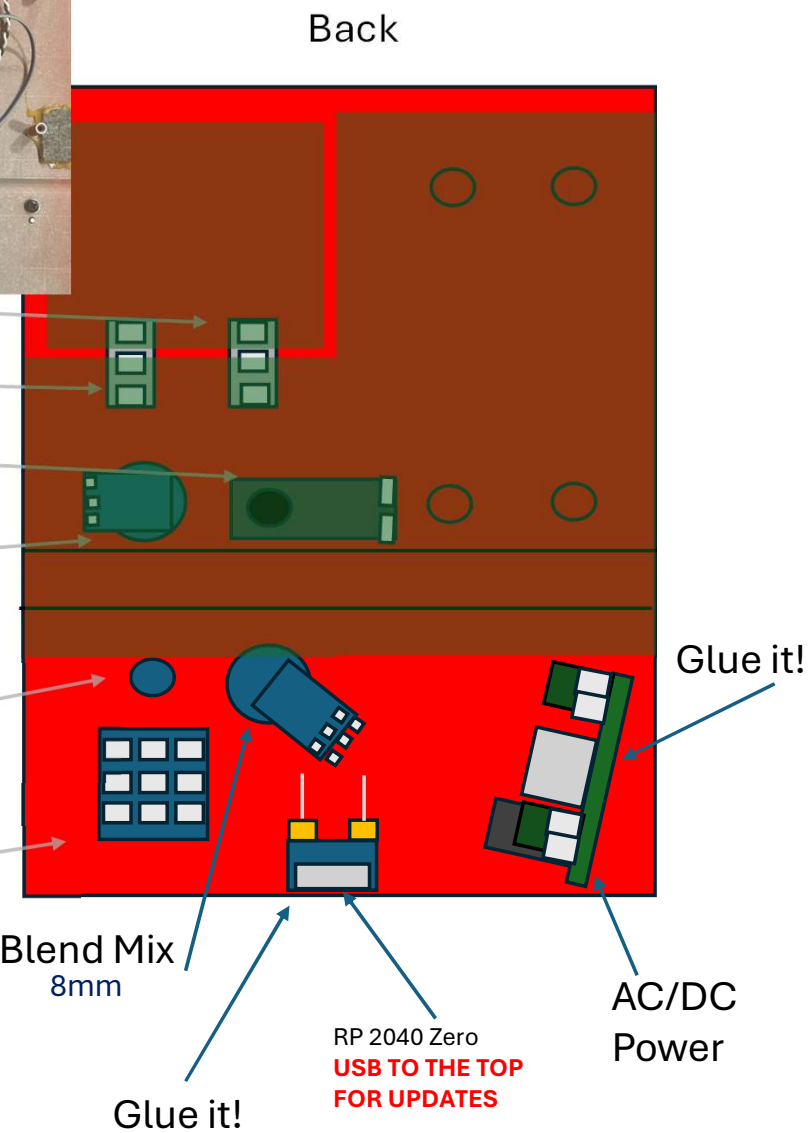 Back
Glue it!
Blend Mix
8mm
AC/DC
Power
RP 2040 Zero
USB TO THE TOP
FOR UPDATES
Glue it!